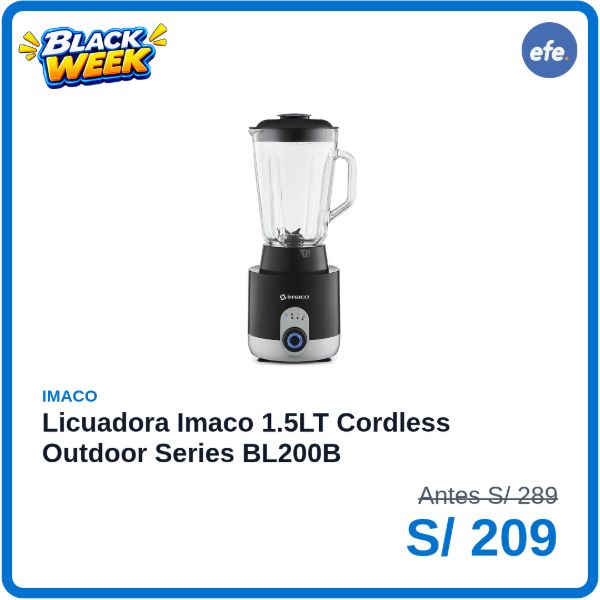 BLACK
WEEK
efe.
imaco
IMACO
Licuadora Imaco 1.5LT Cordless
Outdoor Series BL200B
Antes S/ 289
S/ 209